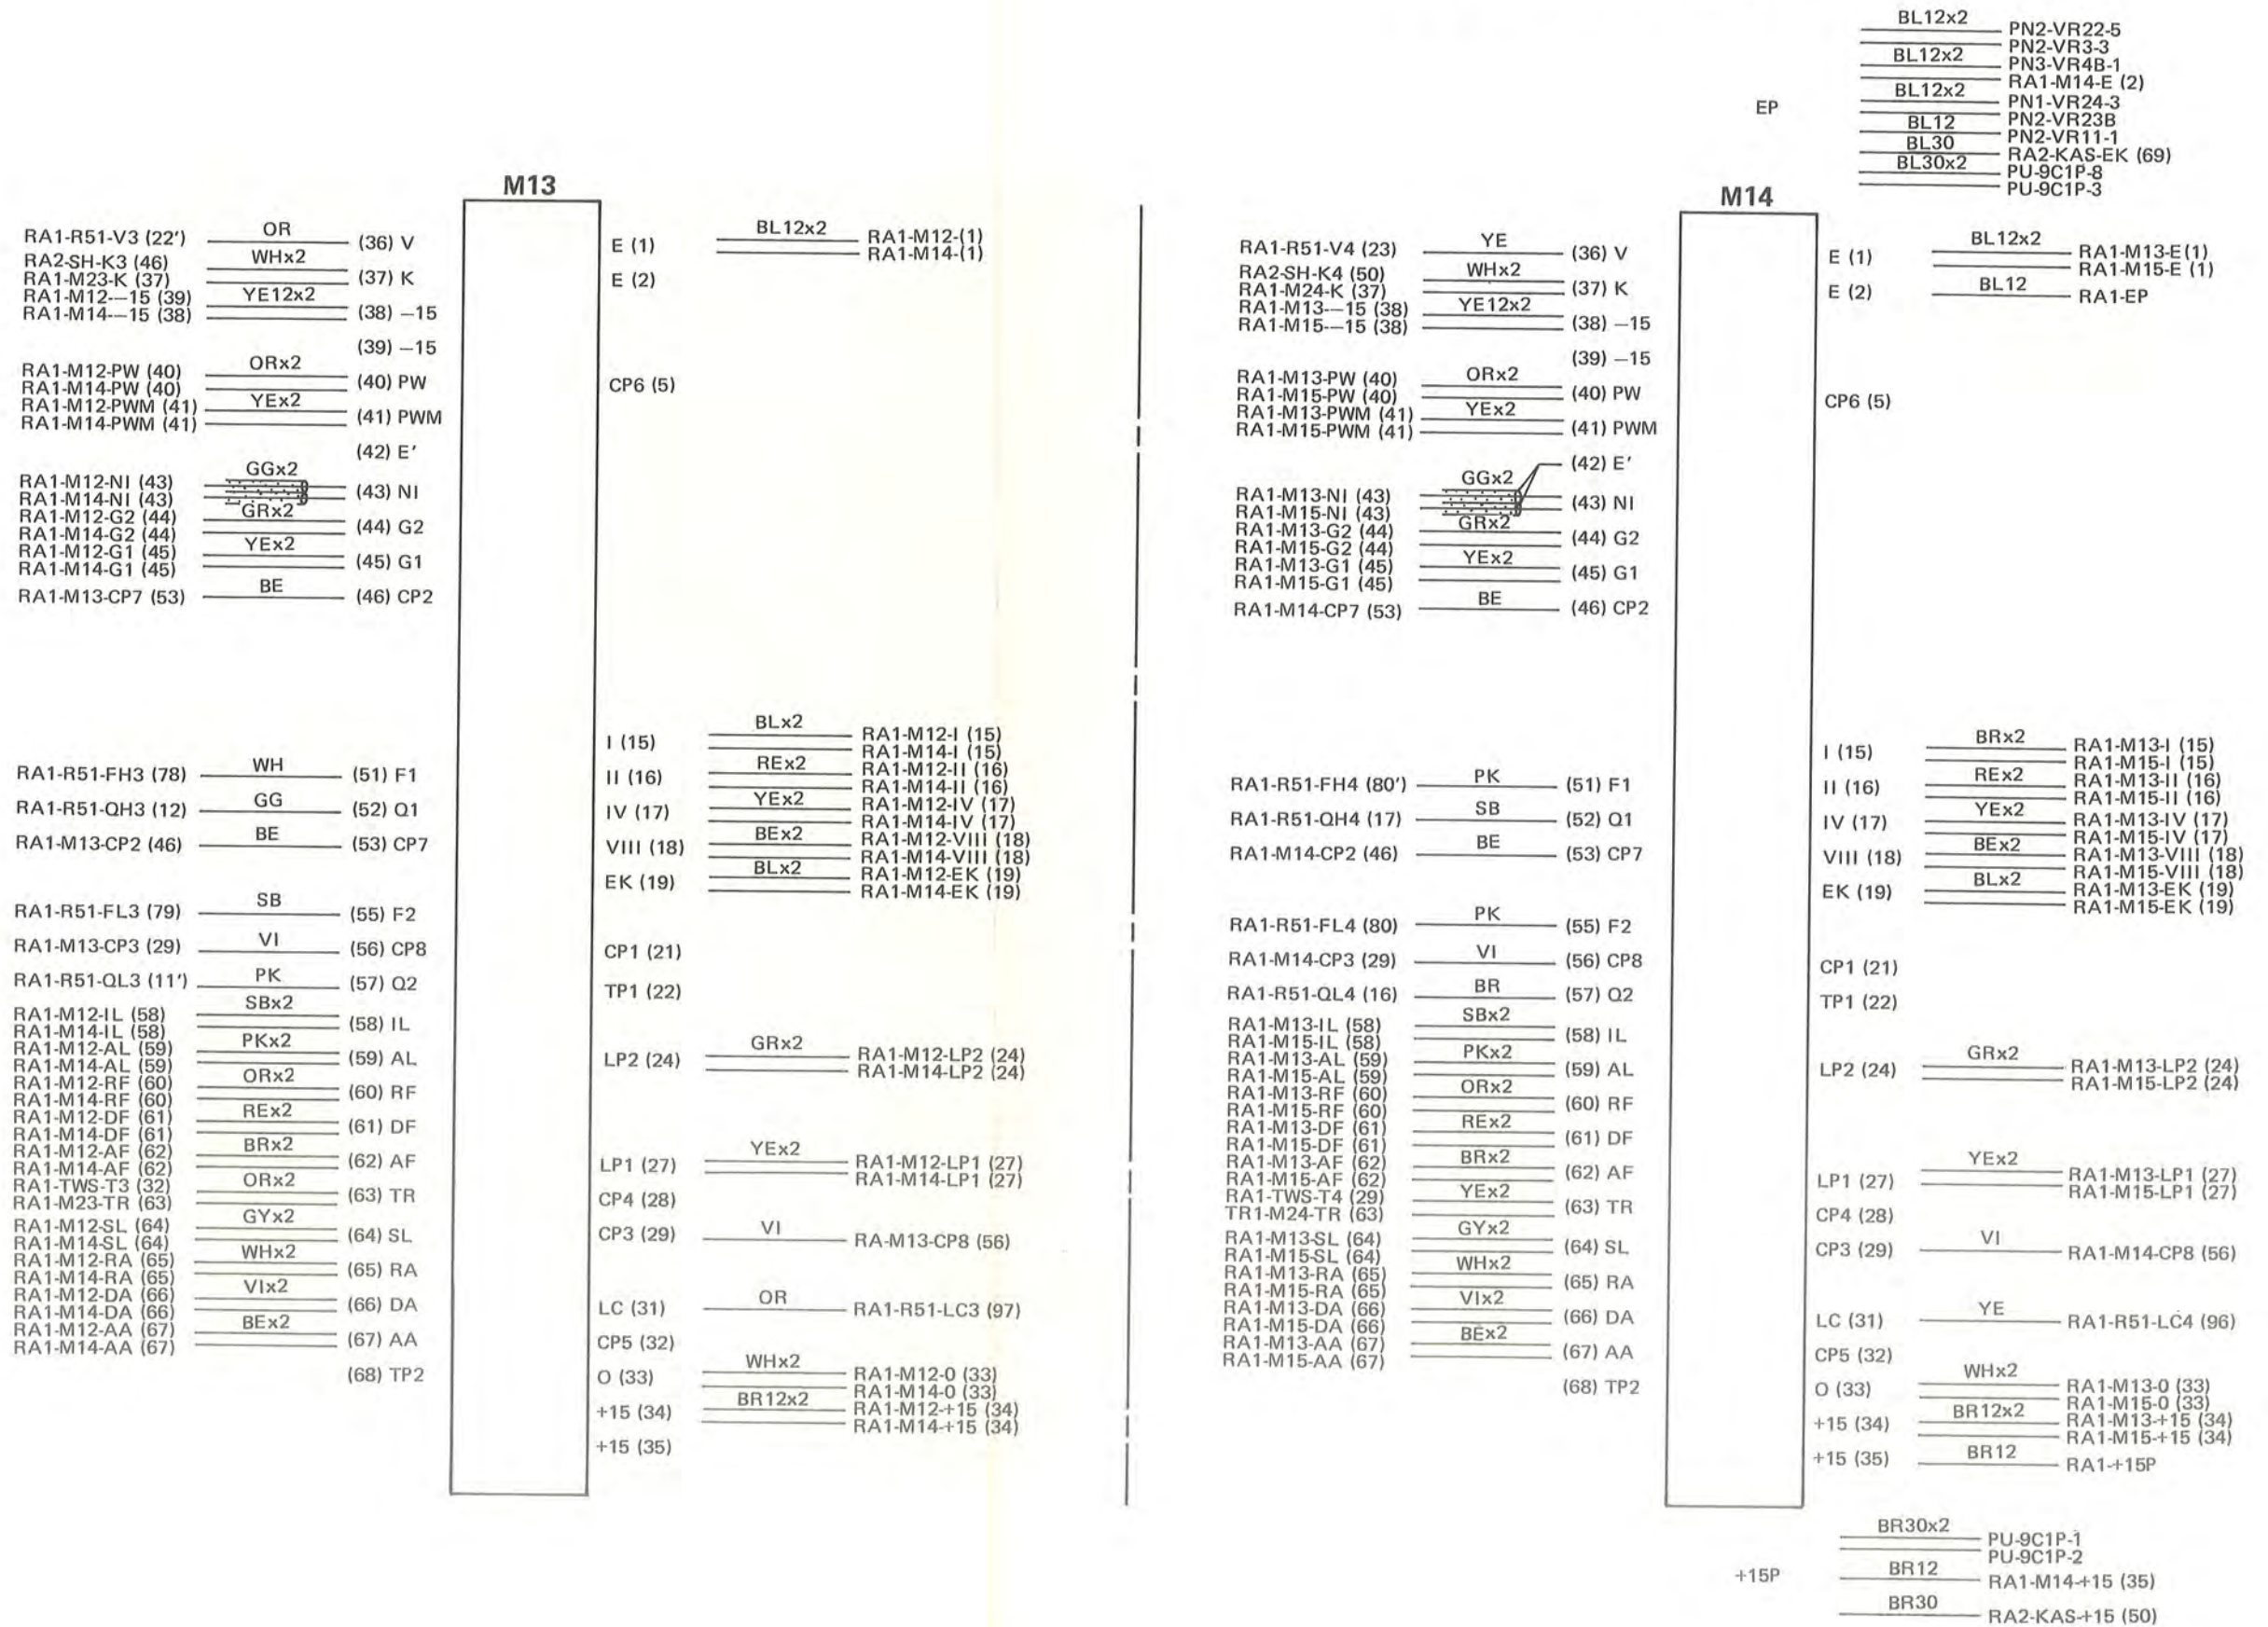 M13
RA1-R51-V3 (22′) OR (36) V
RA2-SH-K3 (46) WHx2
RA1-M23-K (37) (37) K
RA1-M12-–15 (39) YE12x2
RA1-M14-–15 (38) (38) –15
(39) –15
RA1-M12-PW (40) ORx2
RA1-M14-PW (40) (40) PW
RA1-M12-PWM (41) YEx2
RA1-M14-PWM (41) (41) PWM
(42) E′
RA1-M12-NI (43) GGx2
RA1-M14-NI (43) (43) NI
RA1-M12-G2 (44) GRx2
RA1-M14-G2 (44) (44) G2
RA1-M12-G1 (45) YEx2
RA1-M14-G1 (45) (45) G1
RA1-M13-CP7 (53) BE (46) CP2
RA1-R51-FH3 (78) WH (51) F1
RA1-R51-QH3 (12) GG (52) Q1
RA1-M13-CP2 (46) BE (53) CP7
RA1-R51-FL3 (79) SB (55) F2
RA1-M13-CP3 (29) VI (56) CP8
RA1-R51-QL3 (11′) PK (57) Q2
RA1-M12-IL (58) SBx2
RA1-M14-IL (58) (58) IL
RA1-M12-AL (59) PKx2
RA1-M14-AL (59) (59) AL
RA1-M12-RF (60) ORx2
RA1-M14-RF (60) (60) RF
RA1-M12-DF (61) REx2
RA1-M14-DF (61) (61) DF
RA1-M12-AF (62) BRx2
RA1-M14-AF (62) (62) AF
RA1-TWS-T3 (32) ORx2
RA1-M23-TR (63) (63) TR
RA1-M12-SL (64) GYx2
RA1-M14-SL (64) (64) SL
RA1-M12-RA (65) WHx2
RA1-M14-RA (65) (65) RA
RA1-M12-DA (66) VIx2
RA1-M14-DA (66) (66) DA
RA1-M12-AA (67) BEx2
RA1-M14-AA (67) (67) AA
(68) TP2
E (1) BL12x2 RA1-M12-(1)
RA1-M14-(1)
E (2)
CP6 (5)
I (15) BLx2 RA1-M12-I (15)
RA1-M14-I (15)
II (16) REx2 RA1-M12-II (16)
RA1-M14-II (16)
IV (17) YEx2 RA1-M12-IV (17)
RA1-M14-IV (17)
VIII (18) BEx2 RA1-M12-VIII (18)
RA1-M14-VIII (18)
EK (19) BLx2 RA1-M12-EK (19)
RA1-M14-EK (19)
CP1 (21)
TP1 (22)
LP2 (24) GRx2 RA1-M12-LP2 (24)
RA1-M14-LP2 (24)
LP1 (27) YEx2 RA1-M12-LP1 (27)
RA1-M14-LP1 (27)
CP4 (28)
CP3 (29) VI RA-M13-CP8 (56)
LC (31) OR RA1-R51-LC3 (97)
CP5 (32)
O (33) WHx2 RA1-M12-0 (33)
RA1-M14-0 (33)
+15 (34) BR12x2 RA1-M12-+15 (34)
RA1-M14-+15 (34)
+15 (35)
EP
BL12x2 PN2-VR22-5
PN2-VR3-3
BL12x2 PN3-VR4B-1
RA1-M14-E (2)
BL12x2 PN1-VR24-3
PN2-VR23B
BL12 PN2-VR11-1
BL30 RA2-KAS-EK (69)
BL30x2 PU-9C1P-8
PU-9C1P-3
M14
RA1-R51-V4 (23) YE (36) V
RA2-SH-K4 (50) WHx2
RA1-M24-K (37) (37) K
RA1-M13-–15 (38) YE12x2
RA1-M15-–15 (38) (38) –15
(39) –15
RA1-M13-PW (40) ORx2
RA1-M15-PW (40) (40) PW
RA1-M13-PWM (41) YEx2
RA1-M15-PWM (41) (41) PWM
(42) E′
RA1-M13-NI (43) GGx2
RA1-M15-NI (43) (43) NI
RA1-M13-G2 (44) GRx2
RA1-M15-G2 (44) (44) G2
RA1-M13-G1 (45) YEx2
RA1-M15-G1 (45) (45) G1
RA1-M14-CP7 (53) BE (46) CP2
RA1-R51-FH4 (80′) PK (51) F1
RA1-R51-QH4 (17) SB (52) Q1
RA1-M14-CP2 (46) BE (53) CP7
RA1-R51-FL4 (80) PK (55) F2
RA1-M14-CP3 (29) VI (56) CP8
RA1-R51-QL4 (16) BR (57) Q2
RA1-M13-IL (58) SBx2
RA1-M15-IL (58) (58) IL
RA1-M13-AL (59) PKx2
RA1-M15-AL (59) (59) AL
RA1-M13-RF (60) ORx2
RA1-M15-RF (60) (60) RF
RA1-M13-DF (61) REx2
RA1-M15-DF (61) (61) DF
RA1-M13-AF (62) BRx2
RA1-M15-AF (62) (62) AF
RA1-TWS-T4 (29) YEx2
TR1-M24-TR (63) (63) TR
RA1-M13-SL (64) GYx2
RA1-M15-SL (64) (64) SL
RA1-M13-RA (65) WHx2
RA1-M15-RA (65) (65) RA
RA1-M13-DA (66) VIx2
RA1-M15-DA (66) (66) DA
RA1-M13-AA (67) BEx2
RA1-M15-AA (67) (67) AA
(68) TP2
E (1) BL12x2 RA1-M13-E(1)
RA1-M15-E (1)
E (2) BL12 RA1-EP
CP6 (5)
I (15) BRx2 RA1-M13-I (15)
RA1-M15-I (15)
II (16) REx2 RA1-M13-II (16)
RA1-M15-II (16)
IV (17) YEx2 RA1-M13-IV (17)
RA1-M15-IV (17)
VIII (18) BEx2 RA1-M13-VIII (18)
RA1-M15-VIII (18)
EK (19) BLx2 RA1-M13-EK (19)
RA1-M15-EK (19)
CP1 (21)
TP1 (22)
LP2 (24) GRx2 RA1-M13-LP2 (24)
RA1-M15-LP2 (24)
LP1 (27) YEx2 RA1-M13-LP1 (27)
RA1-M15-LP1 (27)
CP4 (28)
CP3 (29) VI RA1-M14-CP8 (56)
LC (31) YE RA1-R51-LC4 (96)
CP5 (32)
O (33) WHx2 RA1-M13-0 (33)
RA1-M15-0 (33)
+15 (34) BR12x2 RA1-M13-+15 (34)
RA1-M15-+15 (34)
+15 (35) BR12 RA1-+15P
+15P
BR30x2 PU-9C1P-1
PU-9C1P-2
BR12 RA1-M14-+15 (35)
BR30 RA2-KAS-+15 (50)